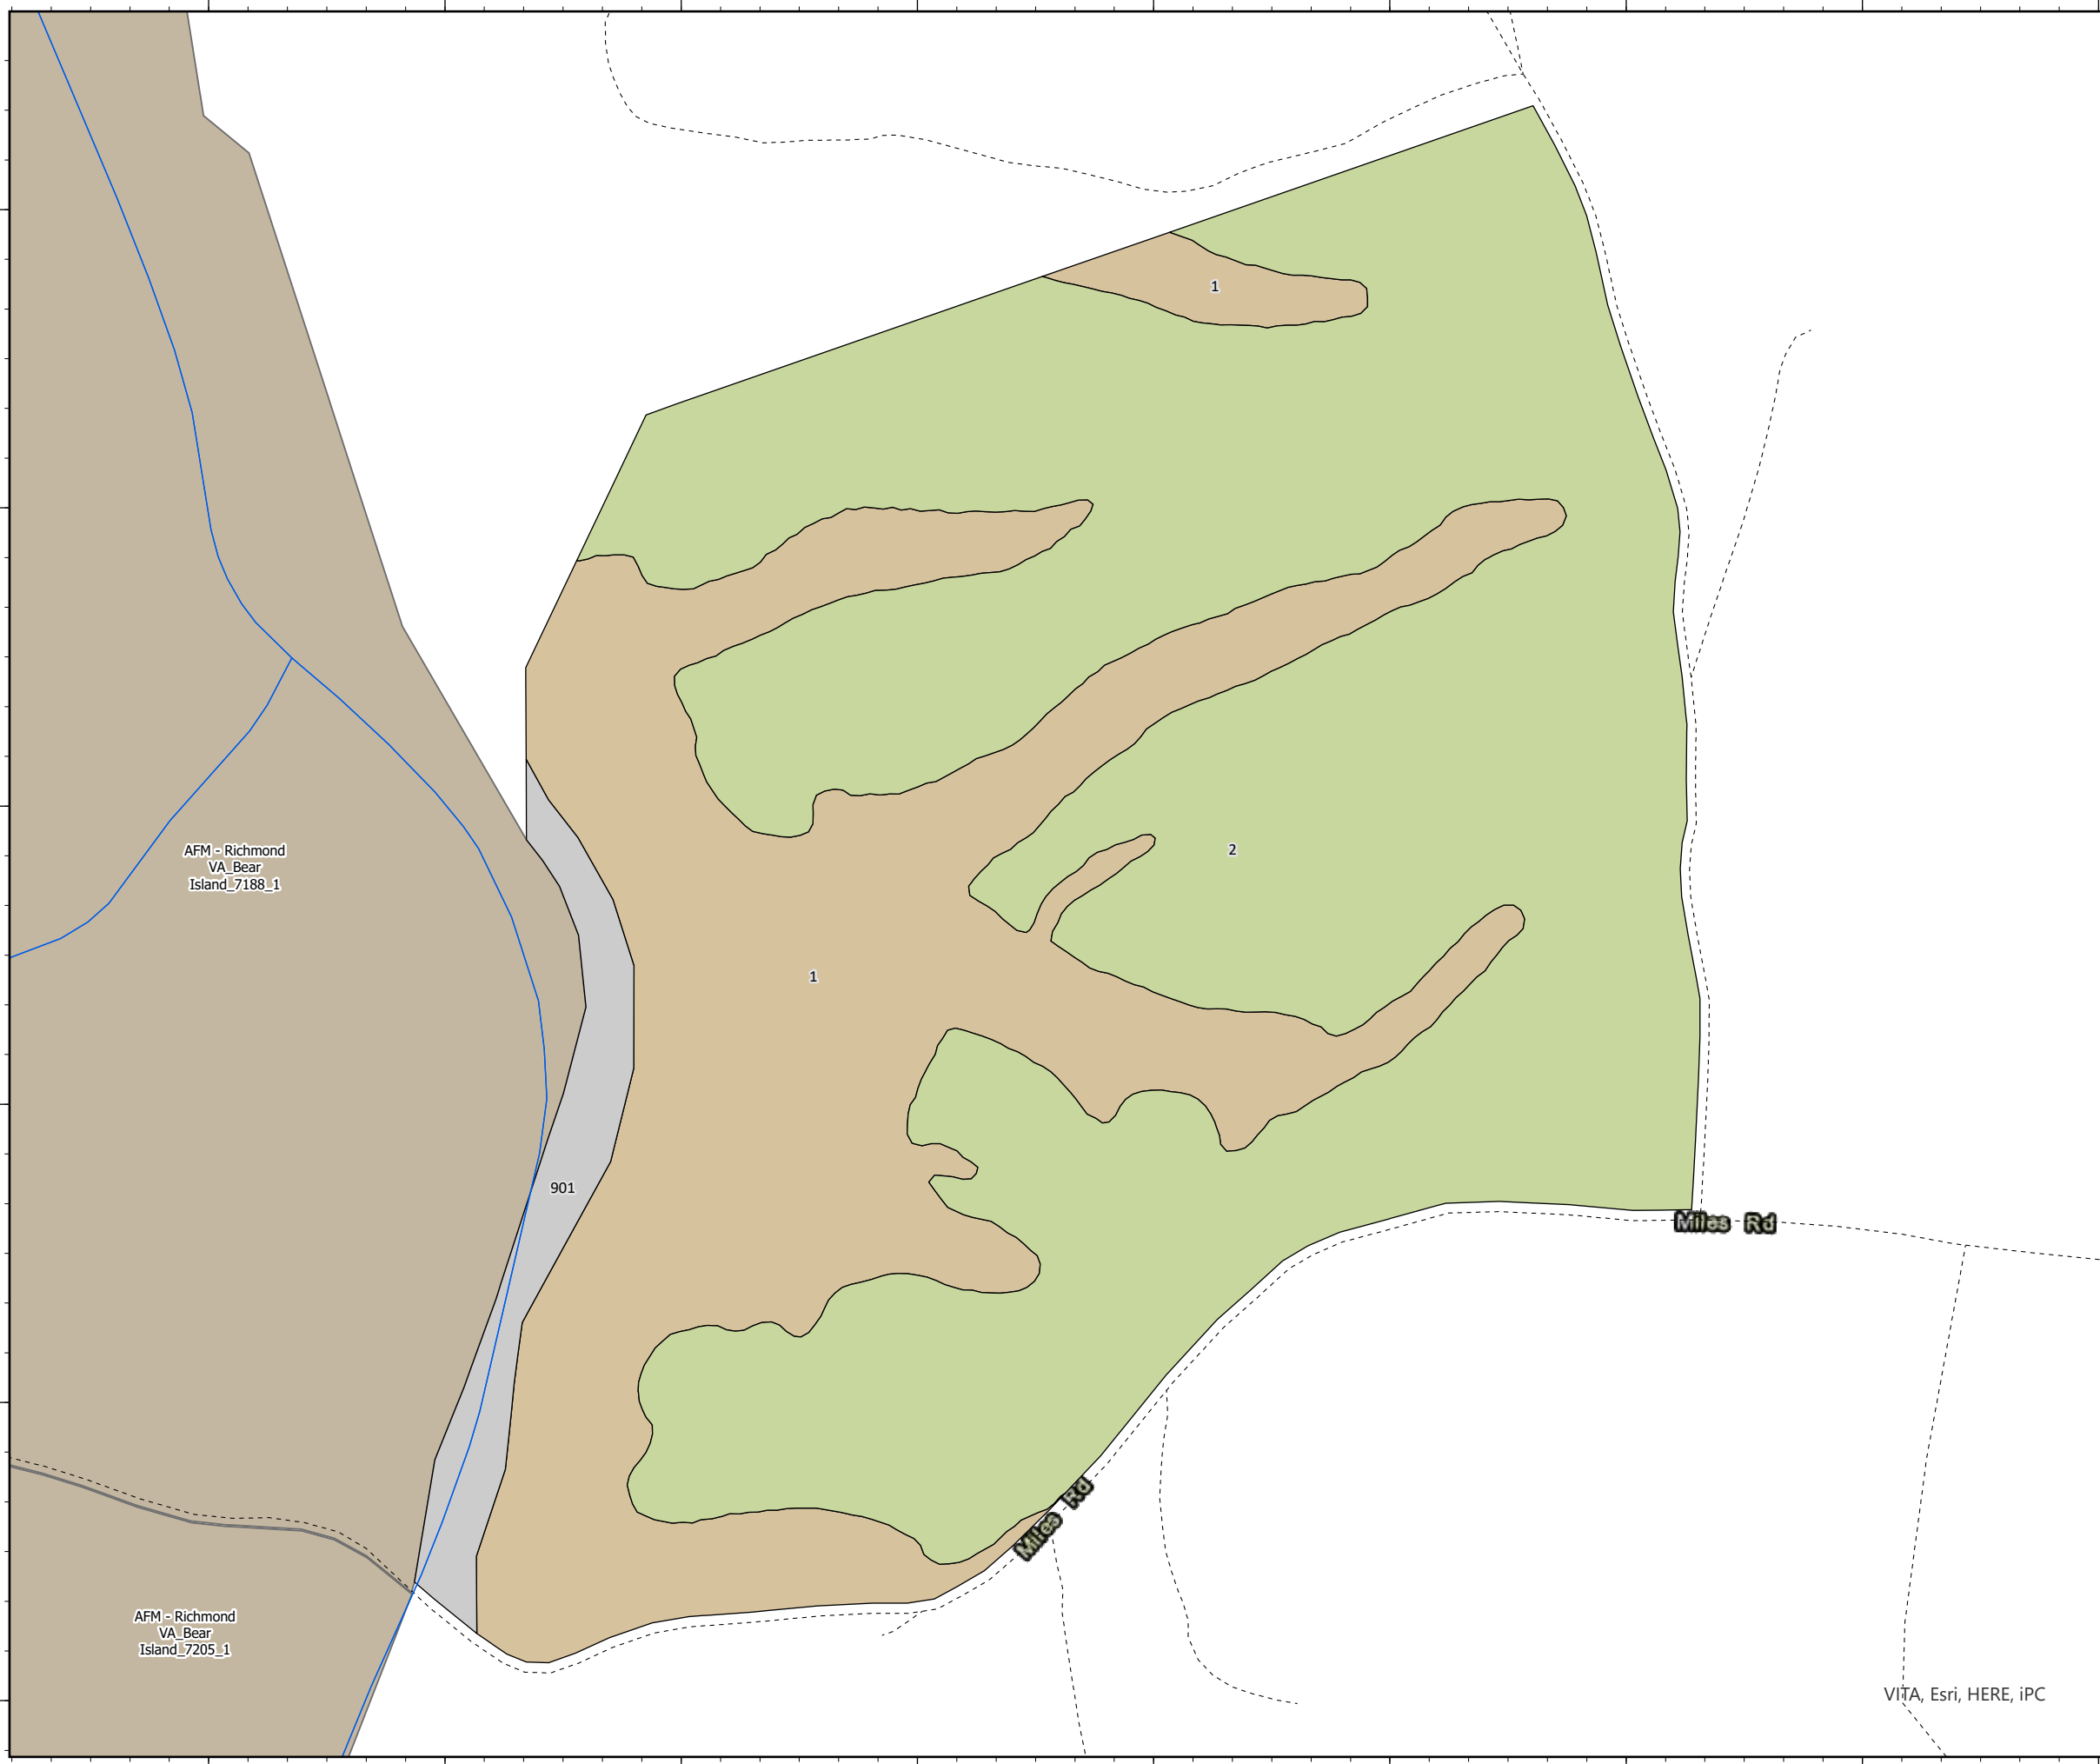 1
2
AFM - Richmond
VA_Bear
Island_7188_1
1
901
Miles Rd
Miles Rd
AFM - Richmond
VA_Bear
Island_7205_1
VITA, Esri, HERE, iPC